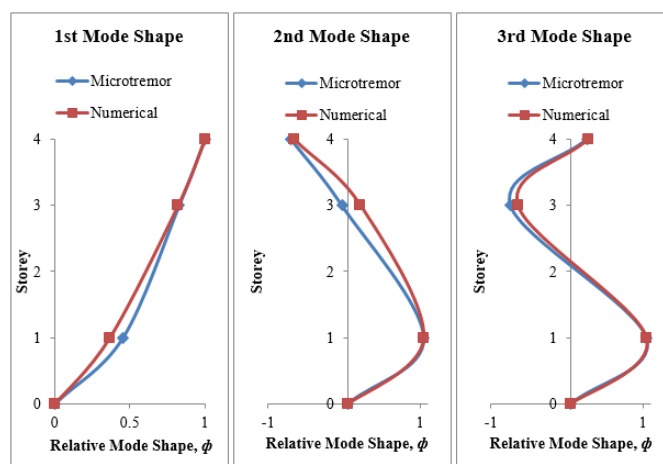 1st Mode Shape
Microtremor
Numerical
4
3
2
1
0
Storey
0
0.5
1
Relative Mode Shape, ϕ
2nd Mode Shape
Microtremor
Numerical
4
3
2
1
0
Storey
-1
1
Relative Mode Shape, ϕ
3rd Mode Shape
Microtremor
Numerical
4
3
2
1
0
Storey
-1
1
Relative Mode Shape, ϕ